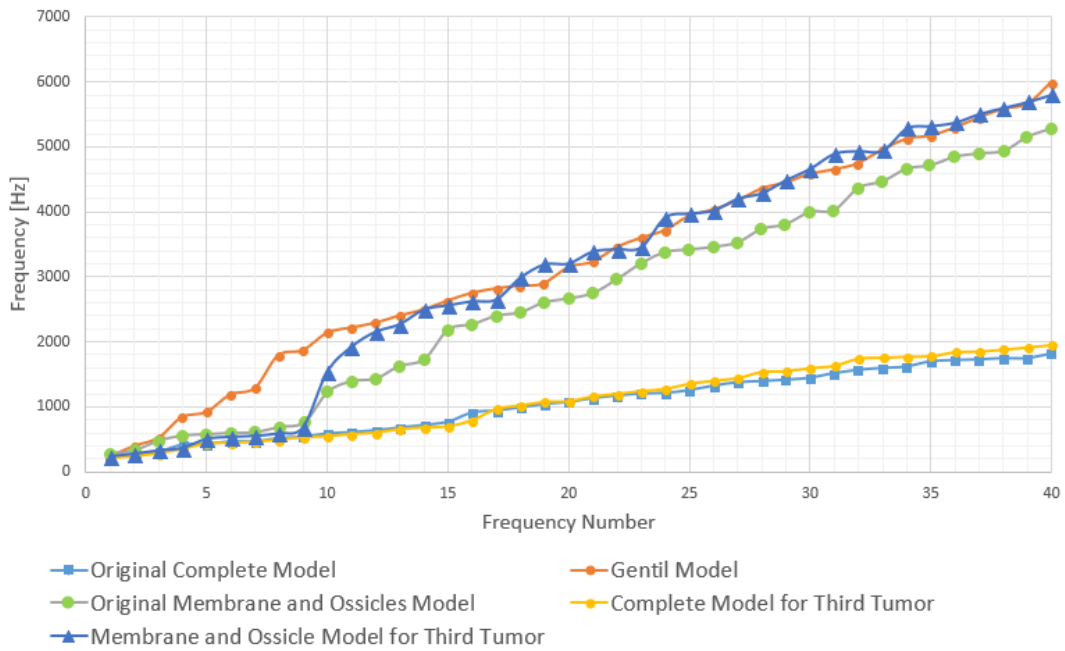 7000
6000
5000
4000
3000
2000
1000
0
Frequency [Hz]
0 5 10 15 20 25 30 35 40
Frequency Number
Original Complete Model Gentil Model
Original Membrane and Ossicles Model Complete Model for Third Tumor
Membrane and Ossicle Model for Third Tumor